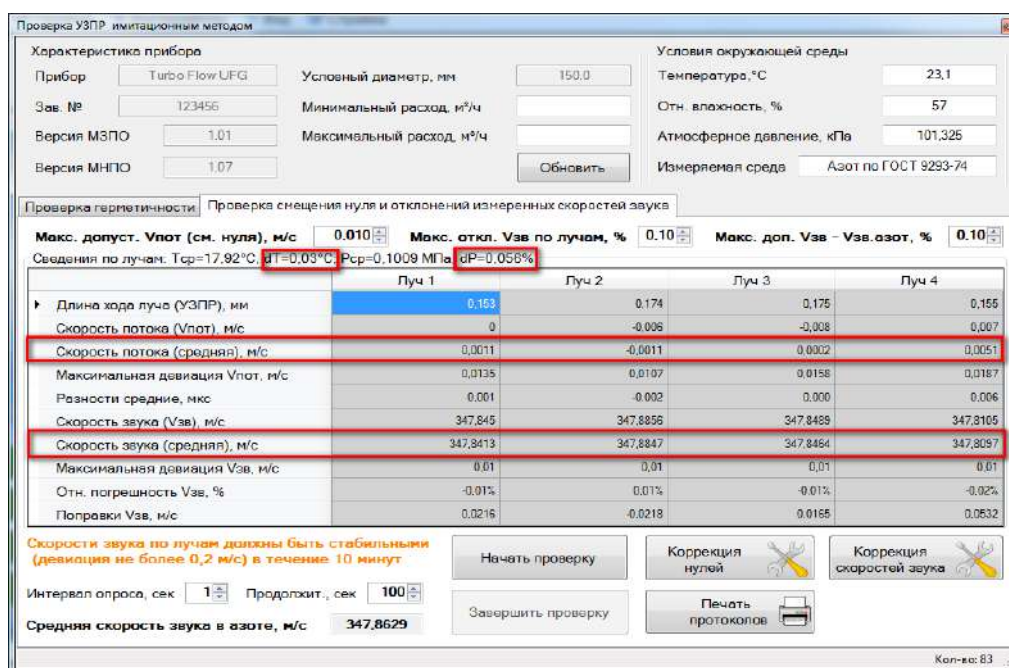 Проверка УЗПР имитационным методом
Характеристика прибора
Прибор Turbo Flow UFG
Зав. № 123456
Версия МЗПО 1.01
Версия МНПО 1.07
Условный диаметр, мм 150.0
Минимальный расход, м³/ч
Максимальный расход, м³/ч
Обновить
Условия окружающей среды
Температура,°C 23,1
Отн. влажность, % 57
Атмосферное давление, кПа 101,325
Измеряемая среда Азот по ГОСТ 9293-74
Проверка герметичности Проверка смещения нуля и отклонений измеренных скоростей звука
Макс. допуст. Vпот (см. нуля), м/с 0.010 Макс. откл. Vзв по лучам, % 0.10 Макс. доп. Vзв - Vзв.азот, % 0.10
Сведения по лучам: Tср=17,92°C, dT=0,03°C, Pср=0,1009 МПа, dP=0,056%
Луч 1 Луч 2 Луч 3 Луч 4
Длина хода луча (УЗПР), мм 0,153 0.174 0,175 0,155
Скорость потока (Vпот), м/с 0 -0,006 -0,008 0,007
Скорость потока (средняя), м/с 0,0011 -0,0011 0,0002 0,0051
Максимальная девиация Vпот, м/с 0,0135 0,0107 0,0158 0,0187
Разности средние, мкс 0.001 -0.002 0.000 0.006
Скорость звука (Vзв), м/с 347,845 347,8856 347,8489 347,8105
Скорость звука (средняя), м/с 347,8413 347,8847 347,8464 347,8097
Максимальная девиация Vзв, м/с 0.01 0,01 0,01 0.01
Отн. погрешность Vзв, % -0.01% 0.01% -0.01% -0.02%
Поправки Vзв, м/с 0.0216 -0.0218 0.0165 0.0532
Скорости звука по лучам должны быть стабильными
(девиация не более 0,2 м/с) в течение 10 минут
Интервал опроса, сек 1 Продолжит., сек 100
Средняя скорость звука в азоте, м/с 347,8629
Начать проверку
Завершить проверку
Коррекция нулей
Печать протоколов
Коррекция скоростей звука
Кол-во: 83